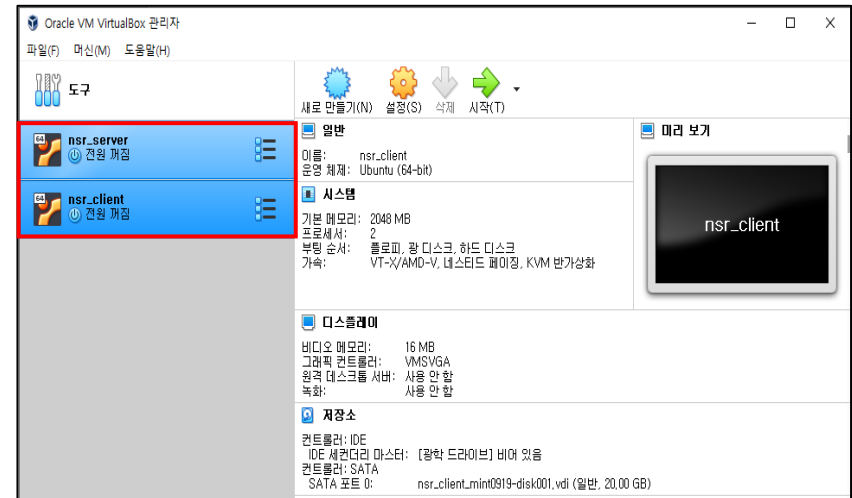 Oracle VM VirtualBox 관리자
파일(F) 머신(M) 도움말(H)
도구
새로 만들기(N) 설정(S) 삭제 시작(T)
64 nsr_server
전원 꺼짐
64 nsr_client
전원 꺼짐
일반
이름: nsr_client
운영 체제: Ubuntu (64-bit)
시스템
기본 메모리: 2048 MB
프로세서: 2
부팅 순서: 플로피, 광 디스크, 하드 디스크
가속: VT-X/AMD-V, 네스티드 페이징, KVM 반가상화
미리 보기
nsr_client
디스플레이
비디오 메모리: 16 MB
그래픽 컨트롤러: VMSVGA
원격 데스크톱 서버: 사용 안 함
녹화: 사용 안 함
저장소
컨트롤러: IDE
IDE 세컨더리 마스터: [광학 드라이브] 비어 있음
컨트롤러: SATA
SATA 포트 0: nsr_client_mint0919-disk001.vdi (일반, 20,00 GB)